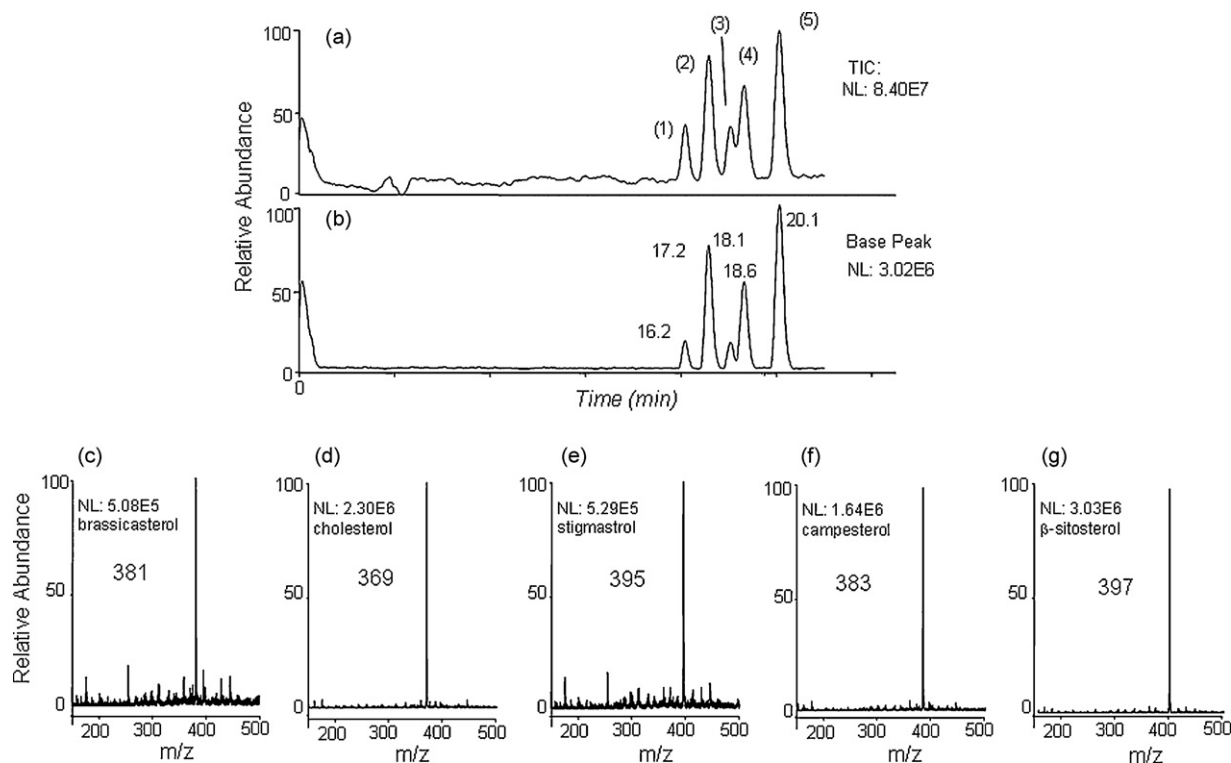 (a)
100
50
0
Relative Abundance
(1)
(2)
(3)
(4)
(5)
TIC:
NL: 8.40E7
(b)
100
50
0
16.2
17.2
18.1
18.6
20.1
Base Peak
NL: 3.02E6
0
Time (min)
(c)
Relative Abundance
100
50
0
NL: 5.08E5
brassicasterol
381
200 300 400 500
m/z
(d)
100
50
0
NL: 2.30E6
cholesterol
369
200 300 400 500
m/z
(e)
100
50
0
NL: 5.29E5
stigmastrol
395
200 300 400 500
m/z
(f)
100
50
0
NL: 1.64E6
campesterol
383
200 300 400 500
m/z
(g)
100
50
0
NL: 3.03E6
β-sitosterol
397
200 300 400 500
m/z